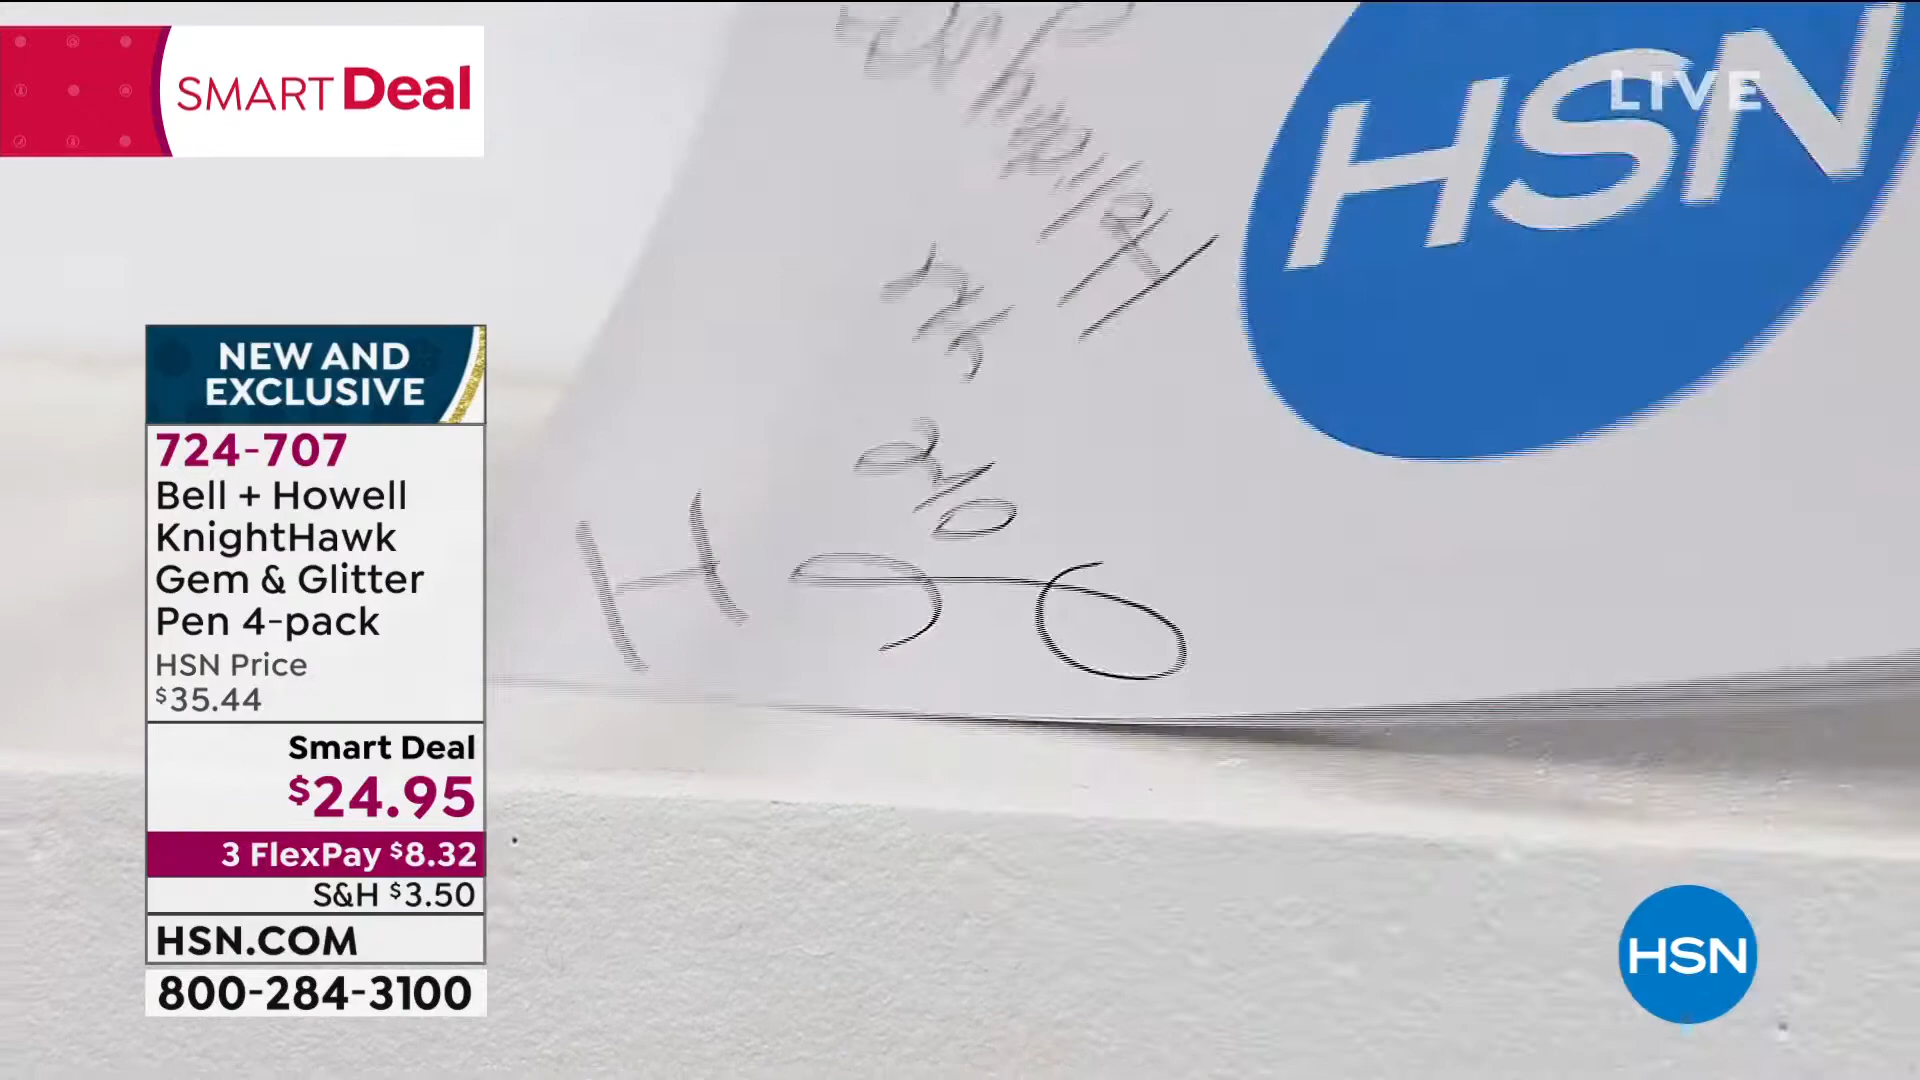 SMART Deal
HSN
LIVE
NEW AND
EXCLUSIVE
724-707
Bell + Howell
KnightHawk
Gem & Glitter
Pen 4-pack
HSN Price
$35.44
Smart Deal
$24.95
3 FlexPay $8.32
S&H $3.50
HSN.COM
800-284-3100
HSN